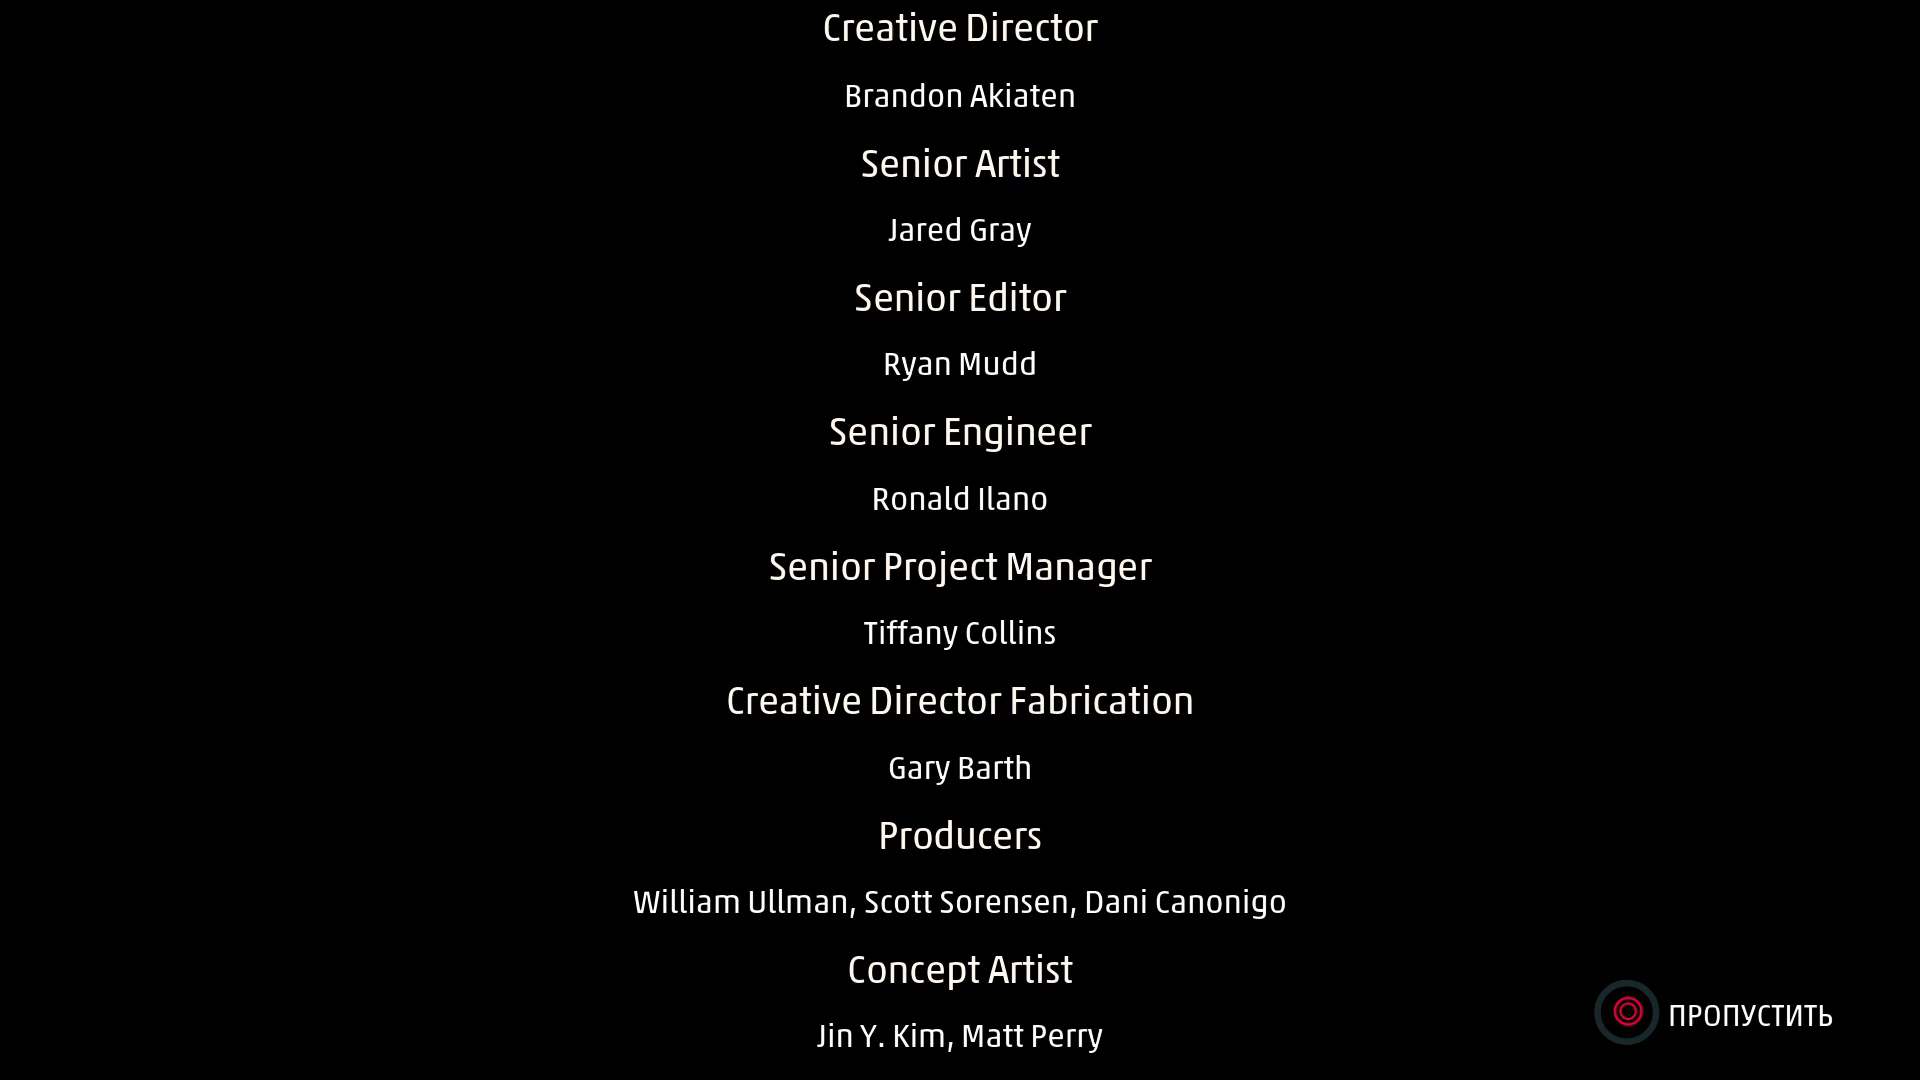 Creative Director
Brandon Akiaten
Senior Artist
Jared Gray
Senior Editor
Ryan Mudd
Senior Engineer
Ronald Ilano
Senior Project Manager
Tiffany Collins
Creative Director Fabrication
Gary Barth
Producers
William Ullman, Scott Sorensen, Dani Canonigo
Concept Artist
Jin Y. Kim, Matt Perry
ПРОПУСТИТЬ